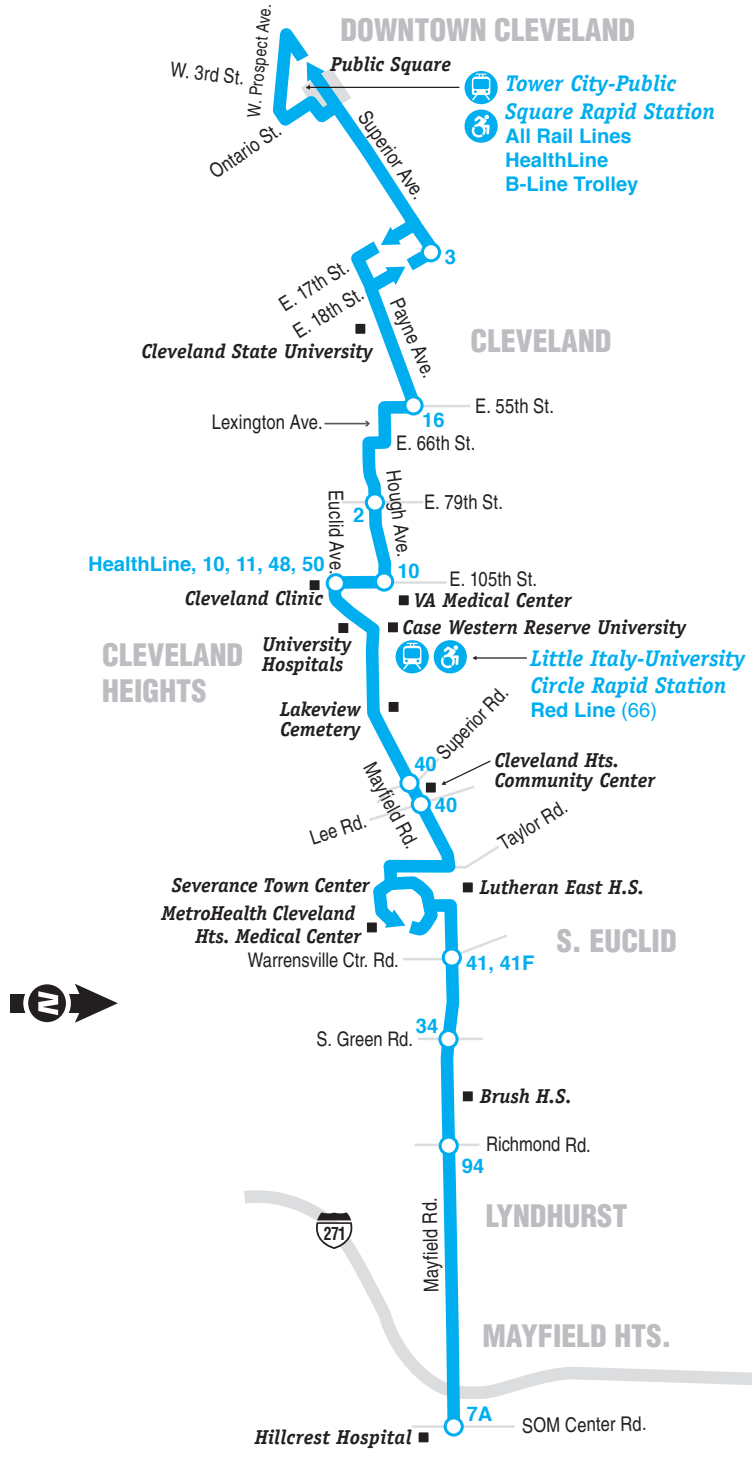 DOWNTOWN CLEVELAND
W. Prospect Ave.
Public Square
W. 3rd St.
Tower City-Public
Square Rapid Station
All Rail Lines
HealthLine
B-Line Trolley
Ontario St.
Superior Ave.
3
E. 17th St.
E. 18th St.
Payne Ave.
CLEVELAND
Cleveland State University
E. 55th St.
16
Lexington Ave.
E. 66th St.
Hough Ave.
E. 79th St.
2
Euclid Ave.
HealthLine, 10, 11, 48, 50
10
E. 105th St.
Cleveland Clinic
VA Medical Center
Case Western Reserve University
University
Hospitals
CLEVELAND
HEIGHTS
Little Italy-University
Circle Rapid Station
Red Line (66)
Lakeview
Cemetery
Superior Rd.
40
Cleveland Hts.
Community Center
Mayfield Rd.
40
Lee Rd.
Taylor Rd.
Severance Town Center
Lutheran East H.S.
MetroHealth Cleveland
Hts. Medical Center
S. EUCLID
Warrensville Ctr. Rd.
41, 41F
N
34
S. Green Rd.
Brush H.S.
Richmond Rd.
94
LYNDHURST
271
Mayfield Rd.
MAYFIELD HTS.
7A
SOM Center Rd.
Hillcrest Hospital